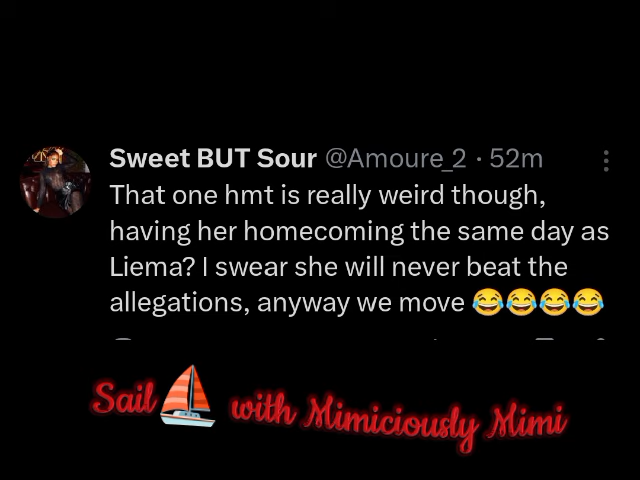 Sweet BUT Sour @Amoure_2 · 52m
That one hmt is really weird though,
having her homecoming the same day as
Liema? I swear she will never beat the
allegations, anyway we move 😂😂😂😂
Sail⛵ with Mimiciously Mimi